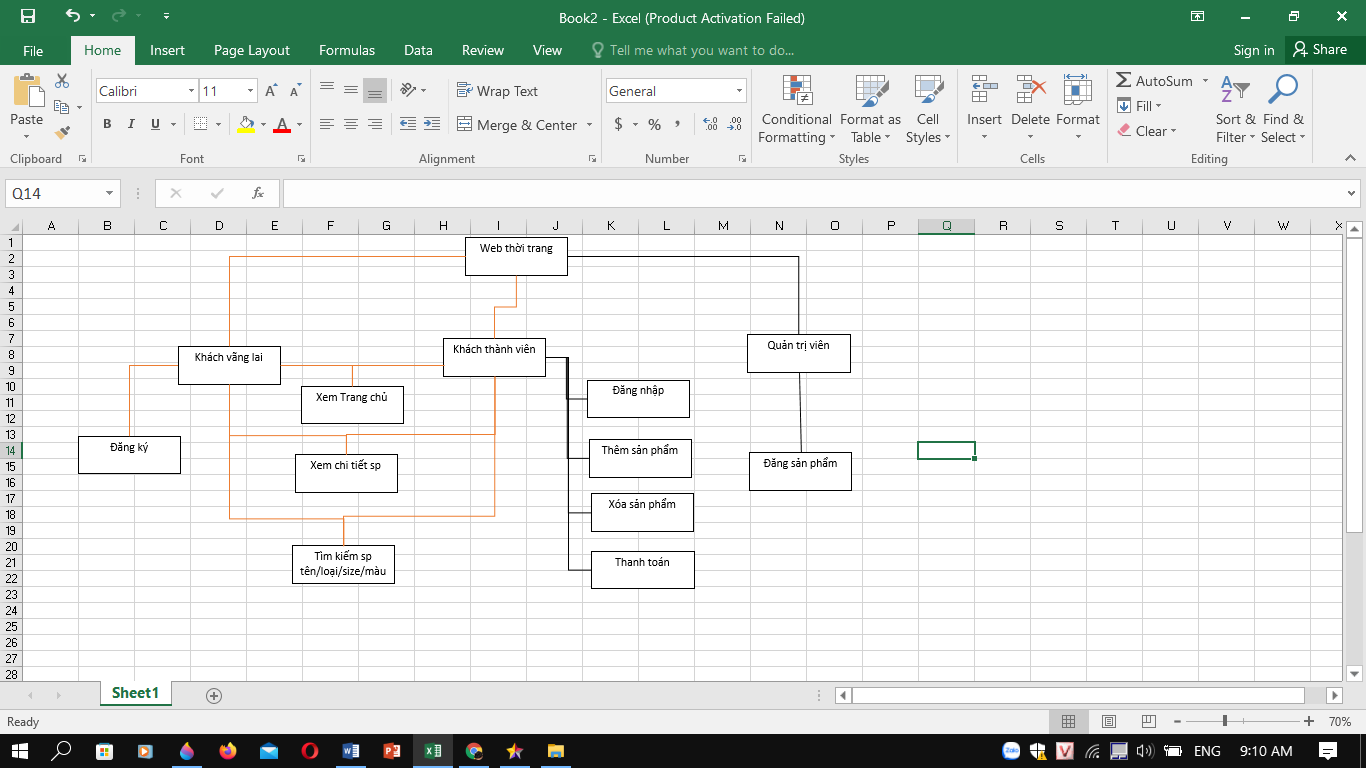 Book2 - Excel (Product Activation Failed)
File Home Insert Page Layout Formulas Data Review View Tell me what you want to do... Sign in Share
Calibri 11 Wrap Text General AutoSum
Paste B I U Merge & Center $ % , Conditional Formatting Format as Table Cell Styles Insert Delete Format Fill Clear Sort & Filter Find & Select
Clipboard Font Alignment Number Styles Cells Editing
Q14 fx
A B C D E F G H I J K L M N O P Q R S T U V W X
1
2
3
4
5
6
7
8
9
10
11
12
13
14
15
16
17
18
19
20
21
22
23
24
25
26
27
28
Web thời trang
Khách vãng lai
Khách thành viên
Quản trị viên
Xem Trang chủ
Đăng nhập
Đăng ký
Xem chi tiết sp
Thêm sản phẩm
Đăng sản phẩm
Xóa sản phẩm
Tìm kiếm sp
tên/loại/size/màu
Thanh toán
Sheet1
Ready 70%
Zalo V ENG 9:10 AM